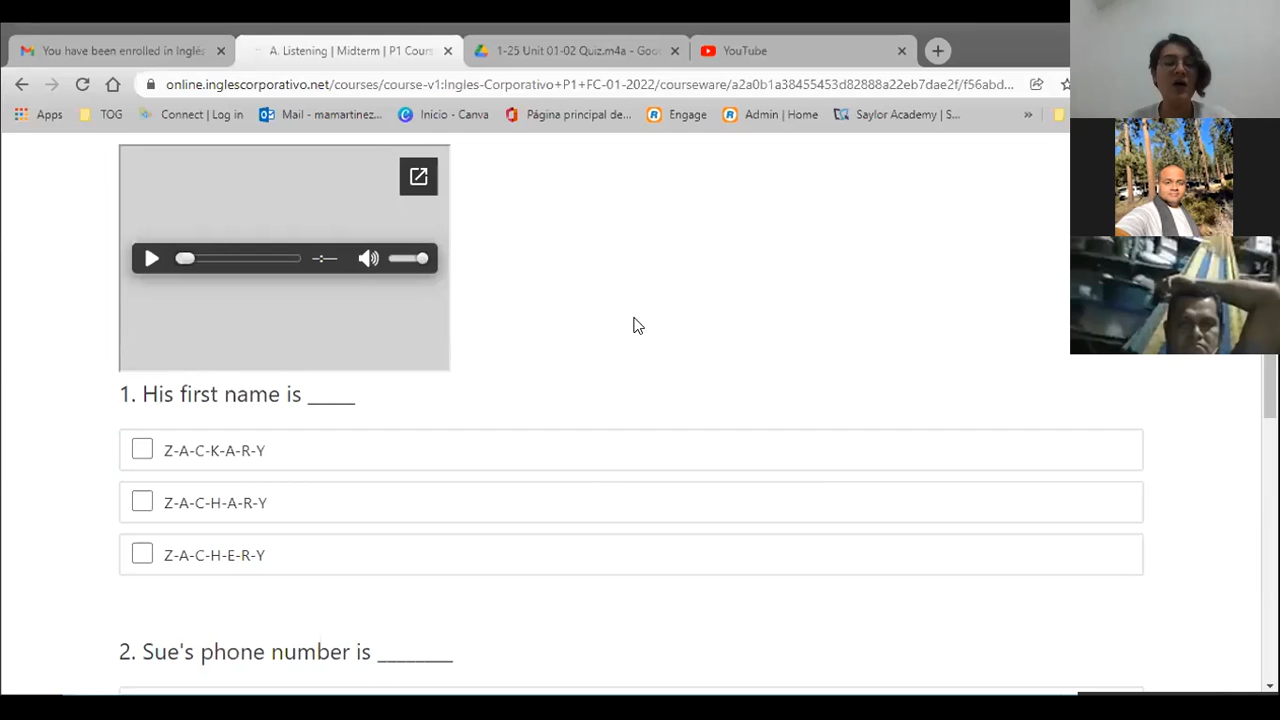 You have been enrolled in Inglés
A. Listening | Midterm | P1 Cours
1-25 Unit 01-02 Quiz.m4a - Goo
YouTube
online.inglescorporativo.net/courses/course-v1:Ingles-Corporativo+P1+FC-01-2022/courseware/a2a0b1a38455453d82888a22eb7dae2f/f56abd...
Apps
TOG
Connect | Log in
Mail - mamartinez...
Inicio - Canva
Página principal de...
Engage
Admin | Home
Saylor Academy | S...
»
1. His first name is _____
Z-A-C-K-A-R-Y
Z-A-C-H-A-R-Y
Z-A-C-H-E-R-Y
2. Sue's phone number is ________